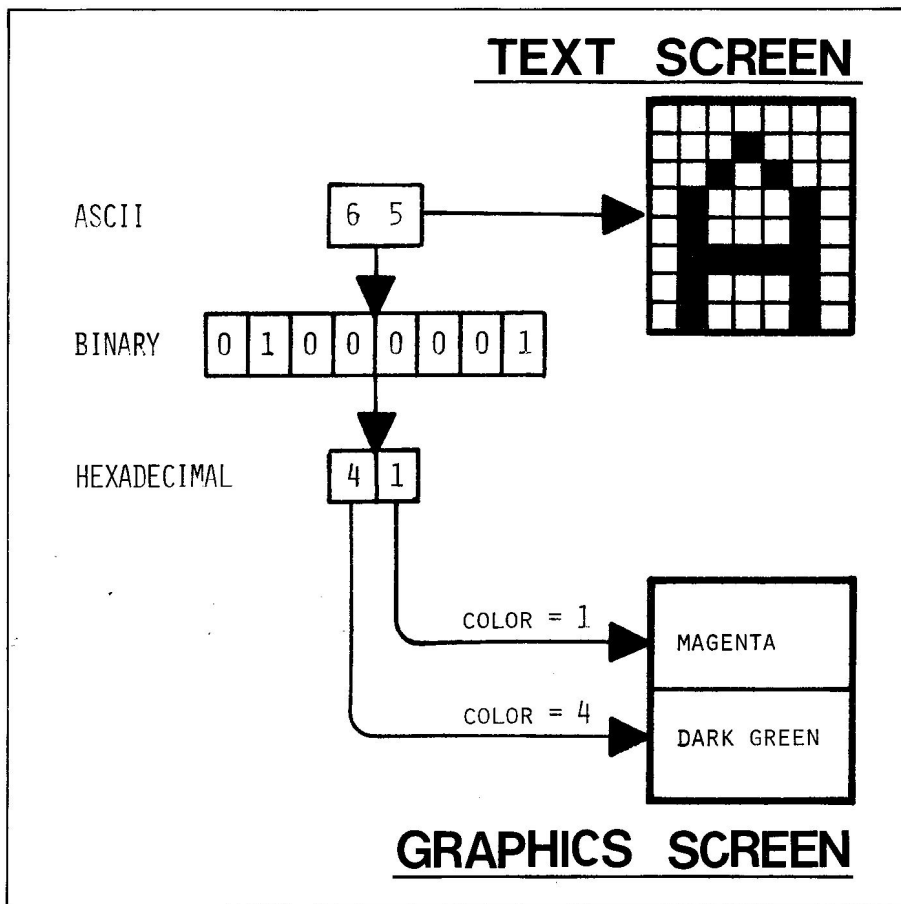 TEXT SCREEN
ASCII
6 5
BINARY
0 1 0 0 0 0 0 1
HEXADECIMAL
4 1
COLOR = 1
MAGENTA
COLOR = 4
DARK GREEN
GRAPHICS SCREEN